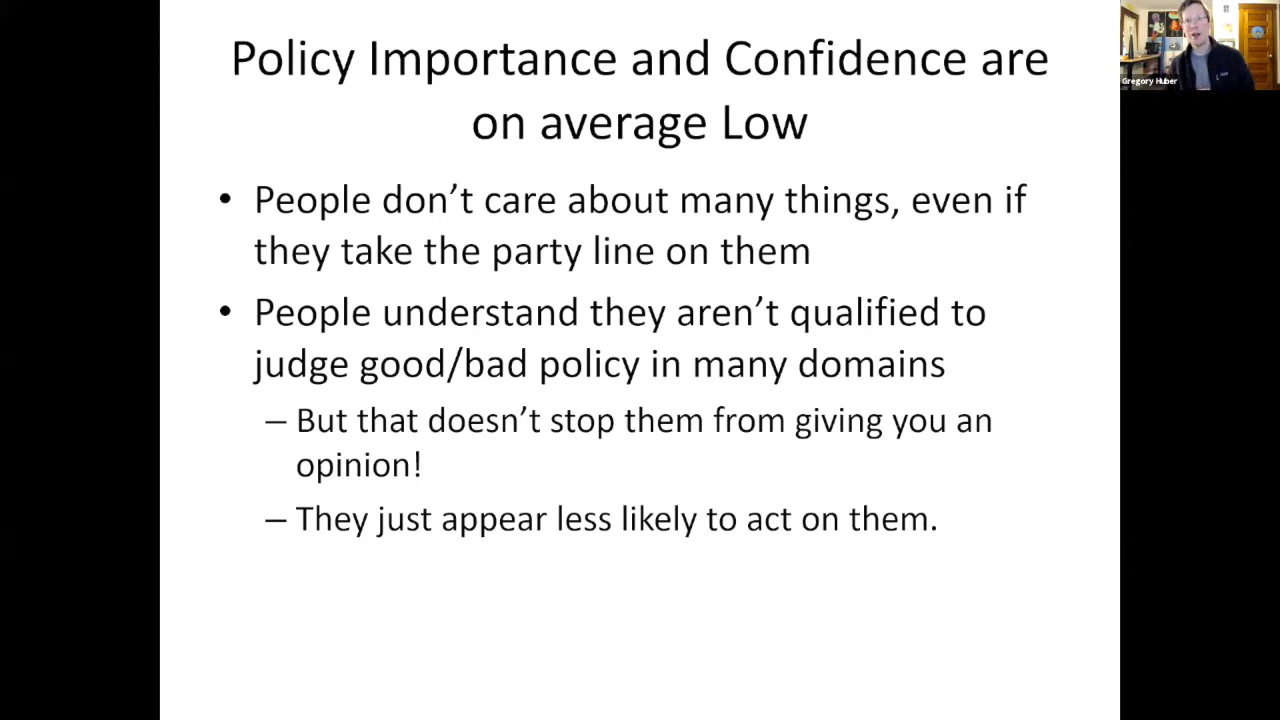 Policy Importance and Confidence are
on average Low
• People don’t care about many things, even if
they take the party line on them
• People understand they aren’t qualified to
judge good/bad policy in many domains
– But that doesn’t stop them from giving you an
opinion!
– They just appear less likely to act on them.
Gregory Huber